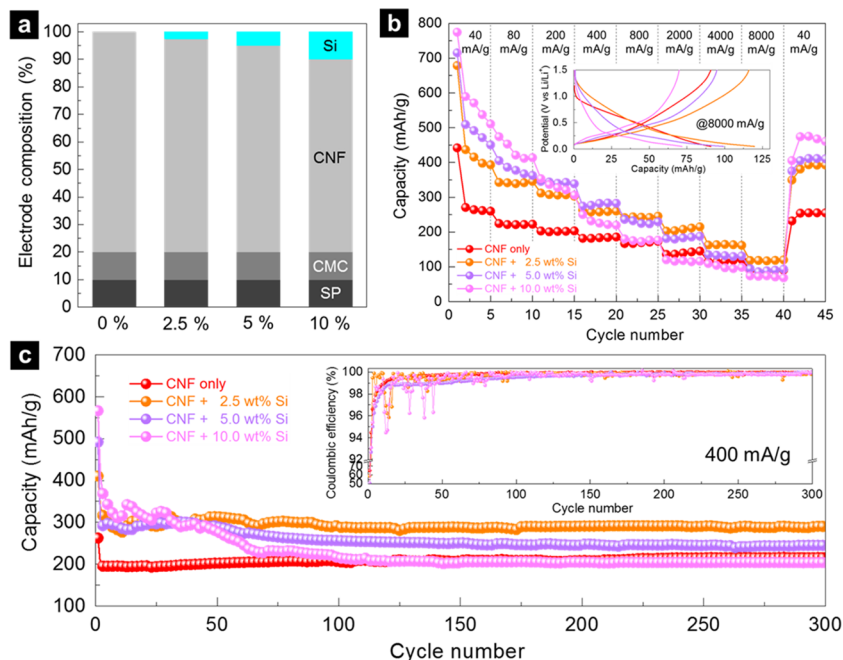 a
Electrode composition (%)
100
90
80
70
60
50
40
30
20
10
0
Si
CNF
CMC
SP
0 %
2.5 %
5 %
10 %
b
Capacity (mAh/g)
800
700
600
500
400
300
200
100
0
40 mA/g
80 mA/g
200 mA/g
400 mA/g
800 mA/g
2000 mA/g
4000 mA/g
8000 mA/g
40 mA/g
Potential (V vs Li/Li+)
1.5
1.0
0.5
0.0
@8000 mA/g
0
25
50
75
100
125
Capacity (mAh/g)
CNF only
CNF + 2.5 wt% Si
CNF + 5.0 wt% Si
CNF + 10.0 wt% Si
0
5
10
15
20
25
30
35
40
45
Cycle number
c
Capacity (mAh/g)
700
600
500
400
300
200
100
CNF only
CNF + 2.5 wt% Si
CNF + 5.0 wt% Si
CNF + 10.0 wt% Si
Coulombic efficiency (%)
100
98
96
94
92
70
60
50
400 mA/g
0
50
100
150
200
250
300
Cycle number
0
50
100
150
200
250
300
Cycle number